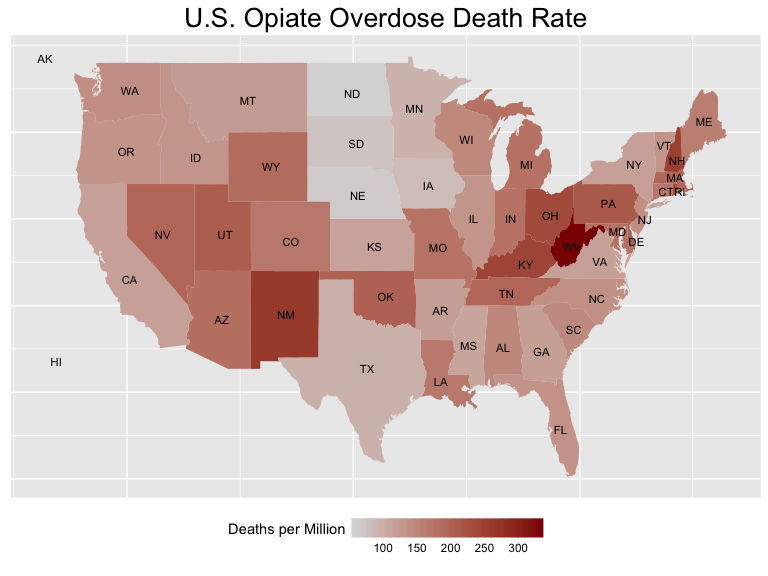 U.S. Opiate Overdose Death Rate
AK
WA
MT
ND
MN
ME
OR
ID
WY
SD
WI
MI
NY
VT
NH
MA
CTRI
NE
IA
PA
NJ
NV
UT
CO
KS
MO
IL
IN
OH
WV
MD
DE
VA
KY
CA
AZ
NM
OK
AR
TN
NC
SC
HI
TX
MS
AL
GA
LA
FL
Deaths per Million
100 150 200 250 300